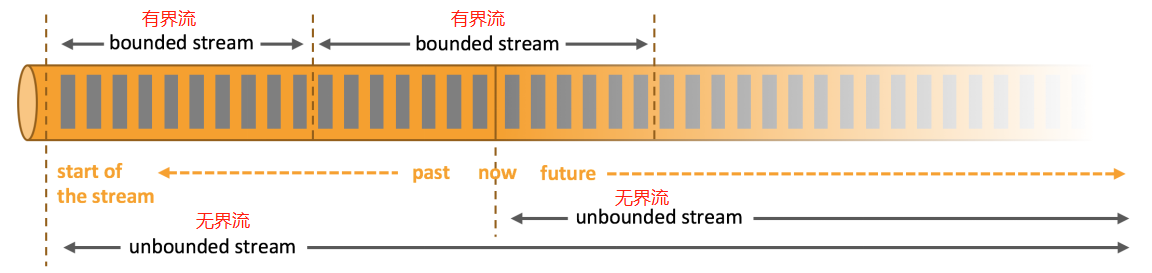 有界流
有界流
bounded stream
bounded stream
start of
the stream
past
now
future
无界流
unbounded stream
无界流
unbounded stream